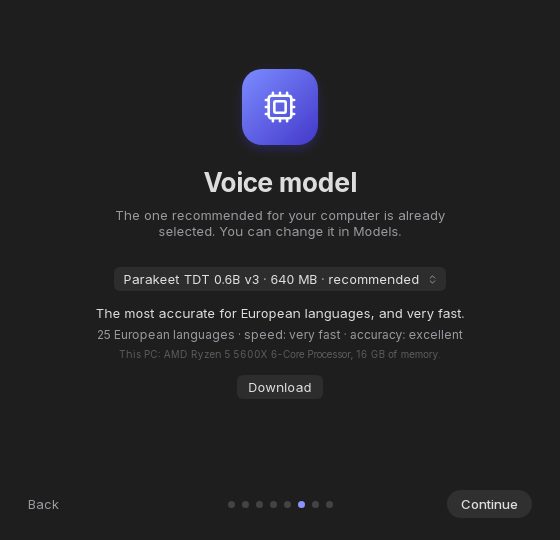 Voice model
The one recommended for your computer is already
selected. You can change it in Models.
Parakeet TDT 0.6B v3 · 640 MB · recommended
The most accurate for European languages, and very fast.
25 European languages · speed: very fast · accuracy: excellent
This PC: AMD Ryzen 5 5600X 6-Core Processor, 16 GB of memory.
Download
Back
Continue